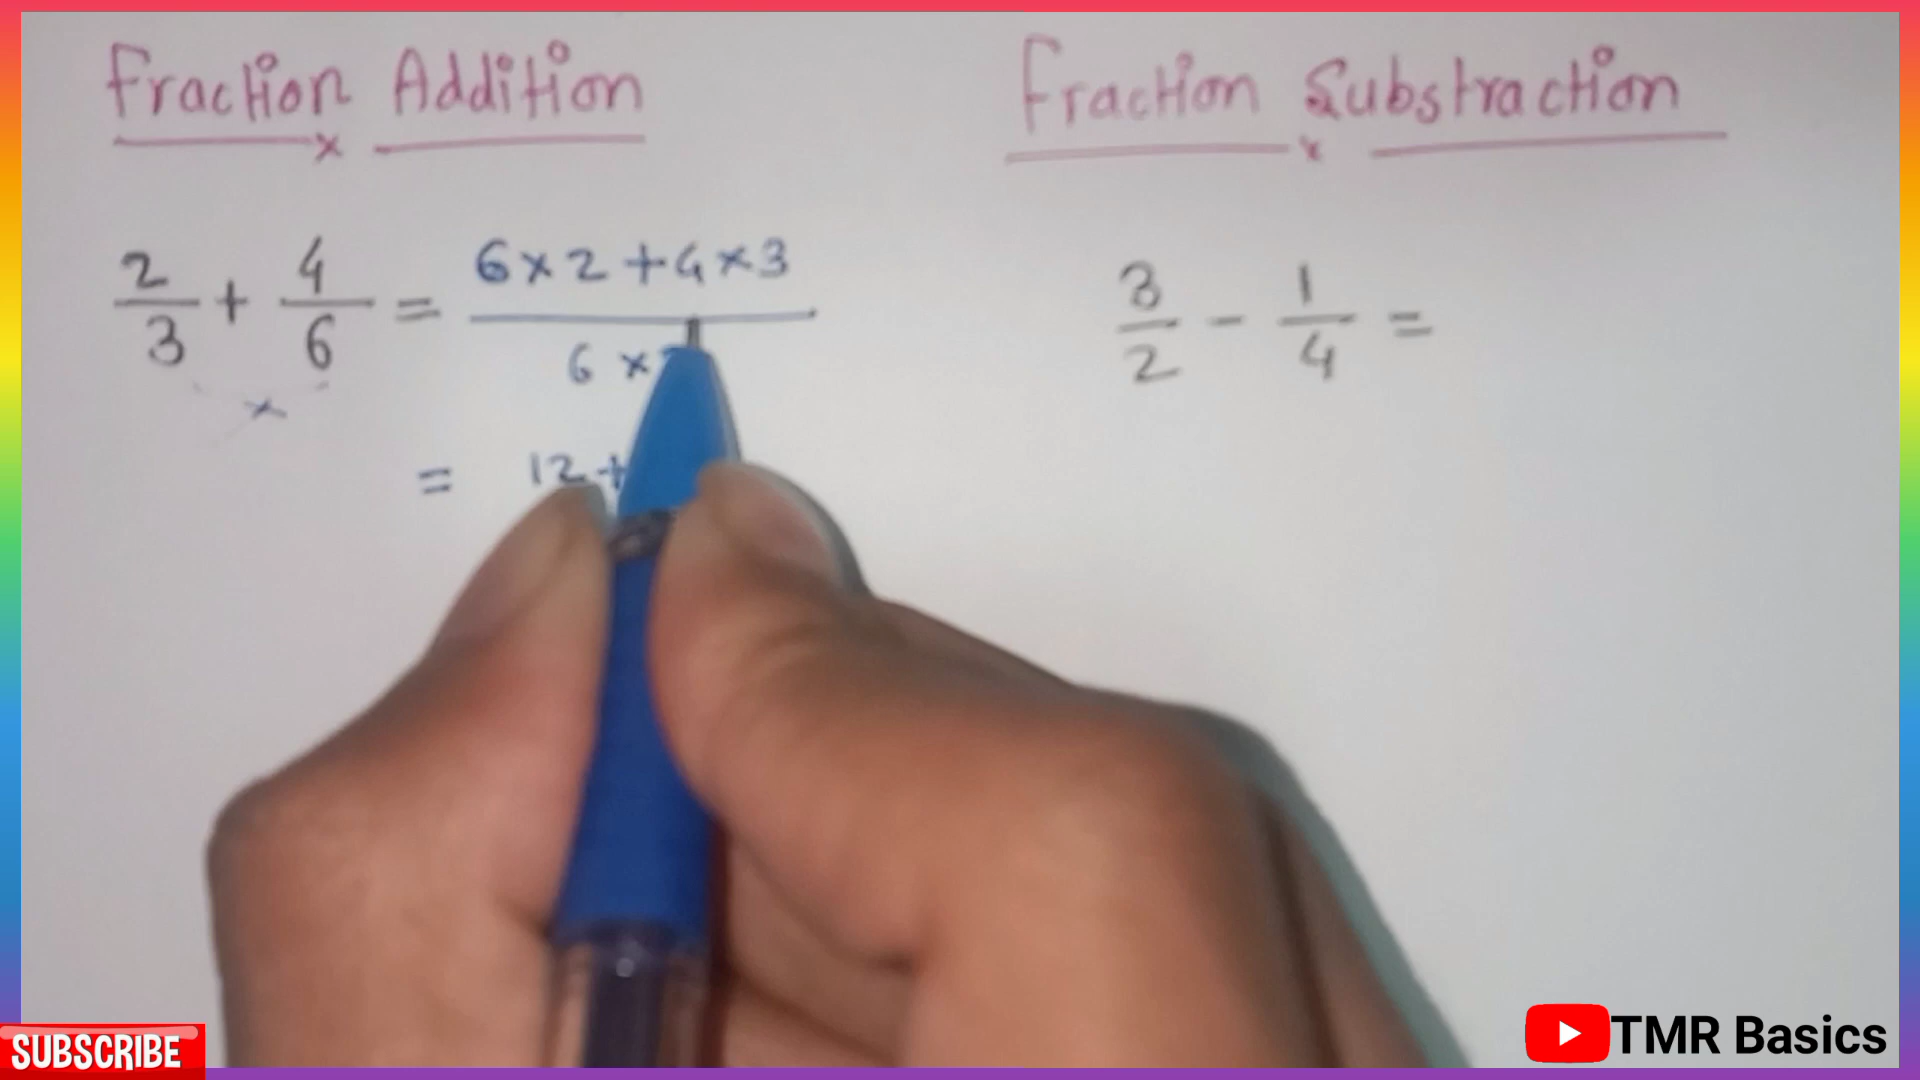 Fraction Addition
2/3 + 4/6 = 6×2+4×3
6 ×
= 12+
Fraction Substraction
3/2 - 1/4 =
SUBSCRIBE
TMR Basics